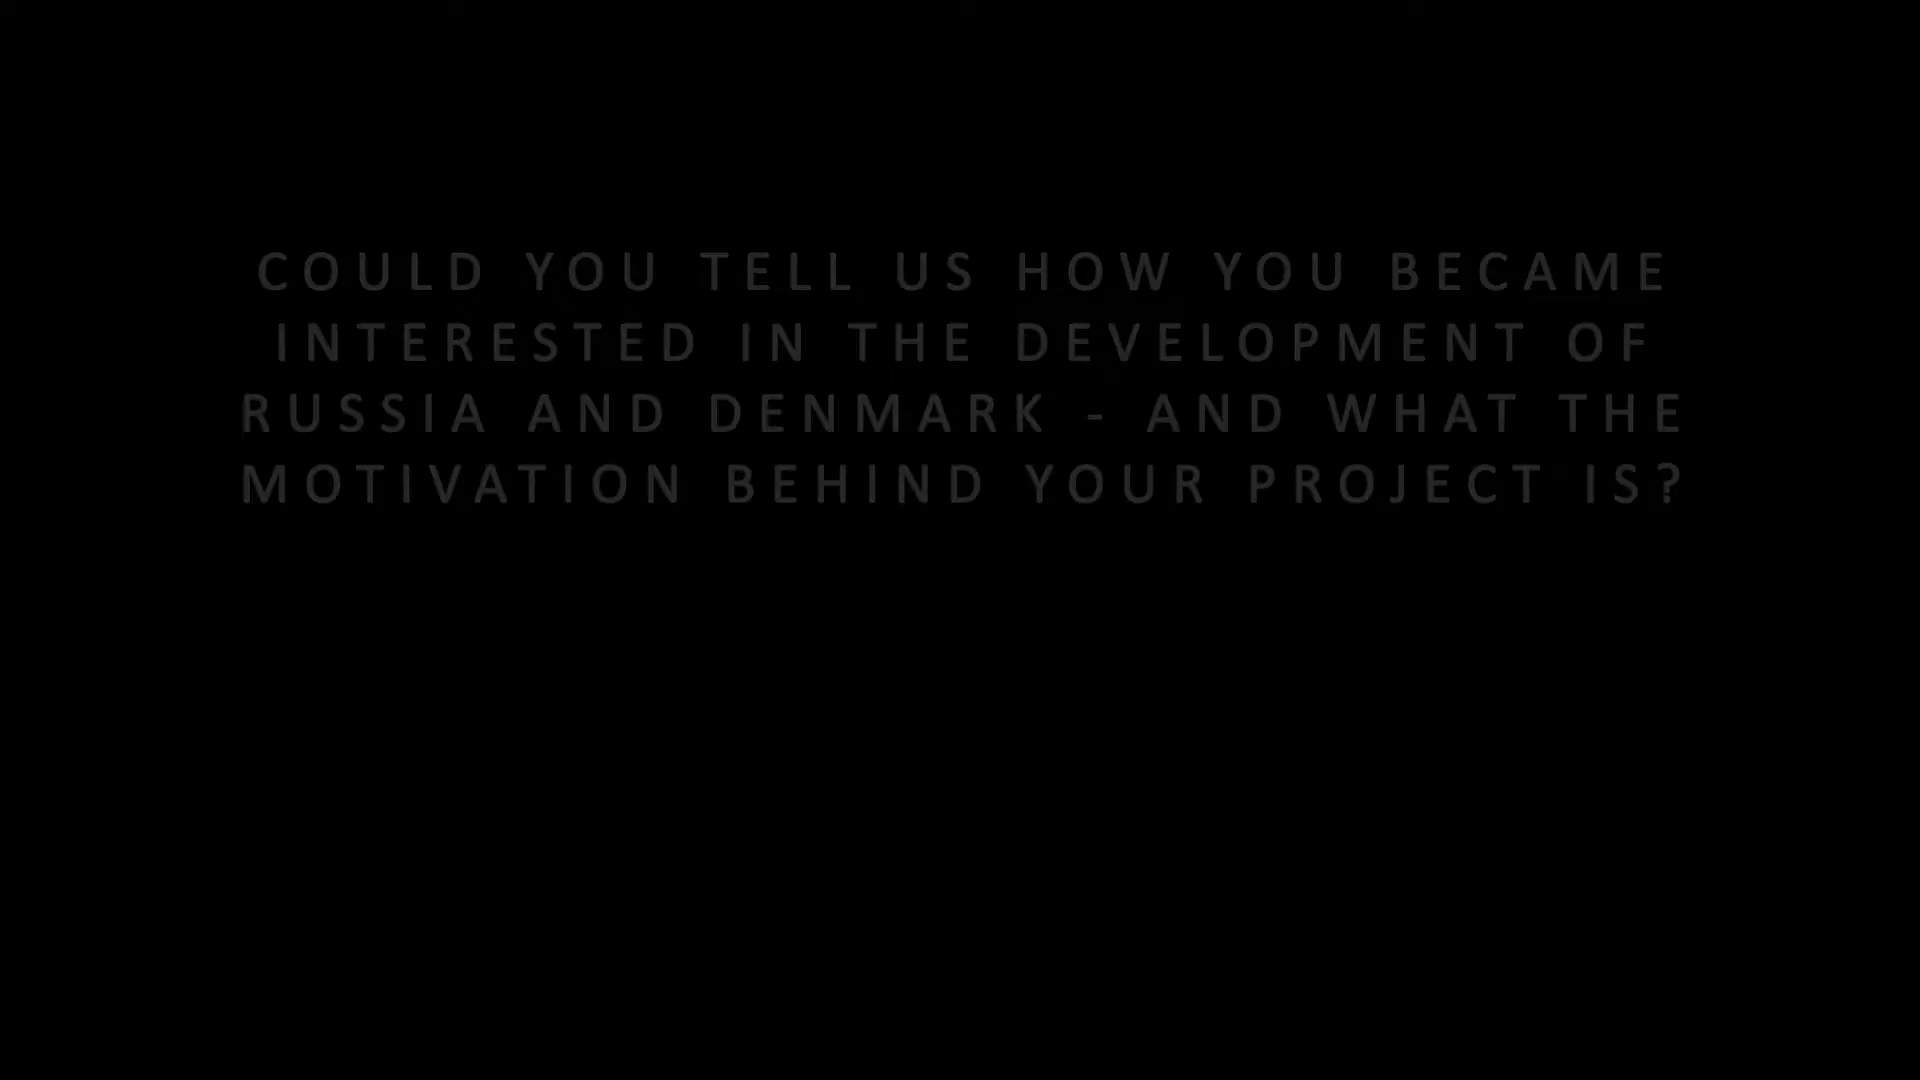 COULD YOU TELL US HOW YOU BECAME
INTERESTED IN THE DEVELOPMENT OF
RUSSIA AND DENMARK - AND WHAT THE
MOTIVATION BEHIND YOUR PROJECT IS?